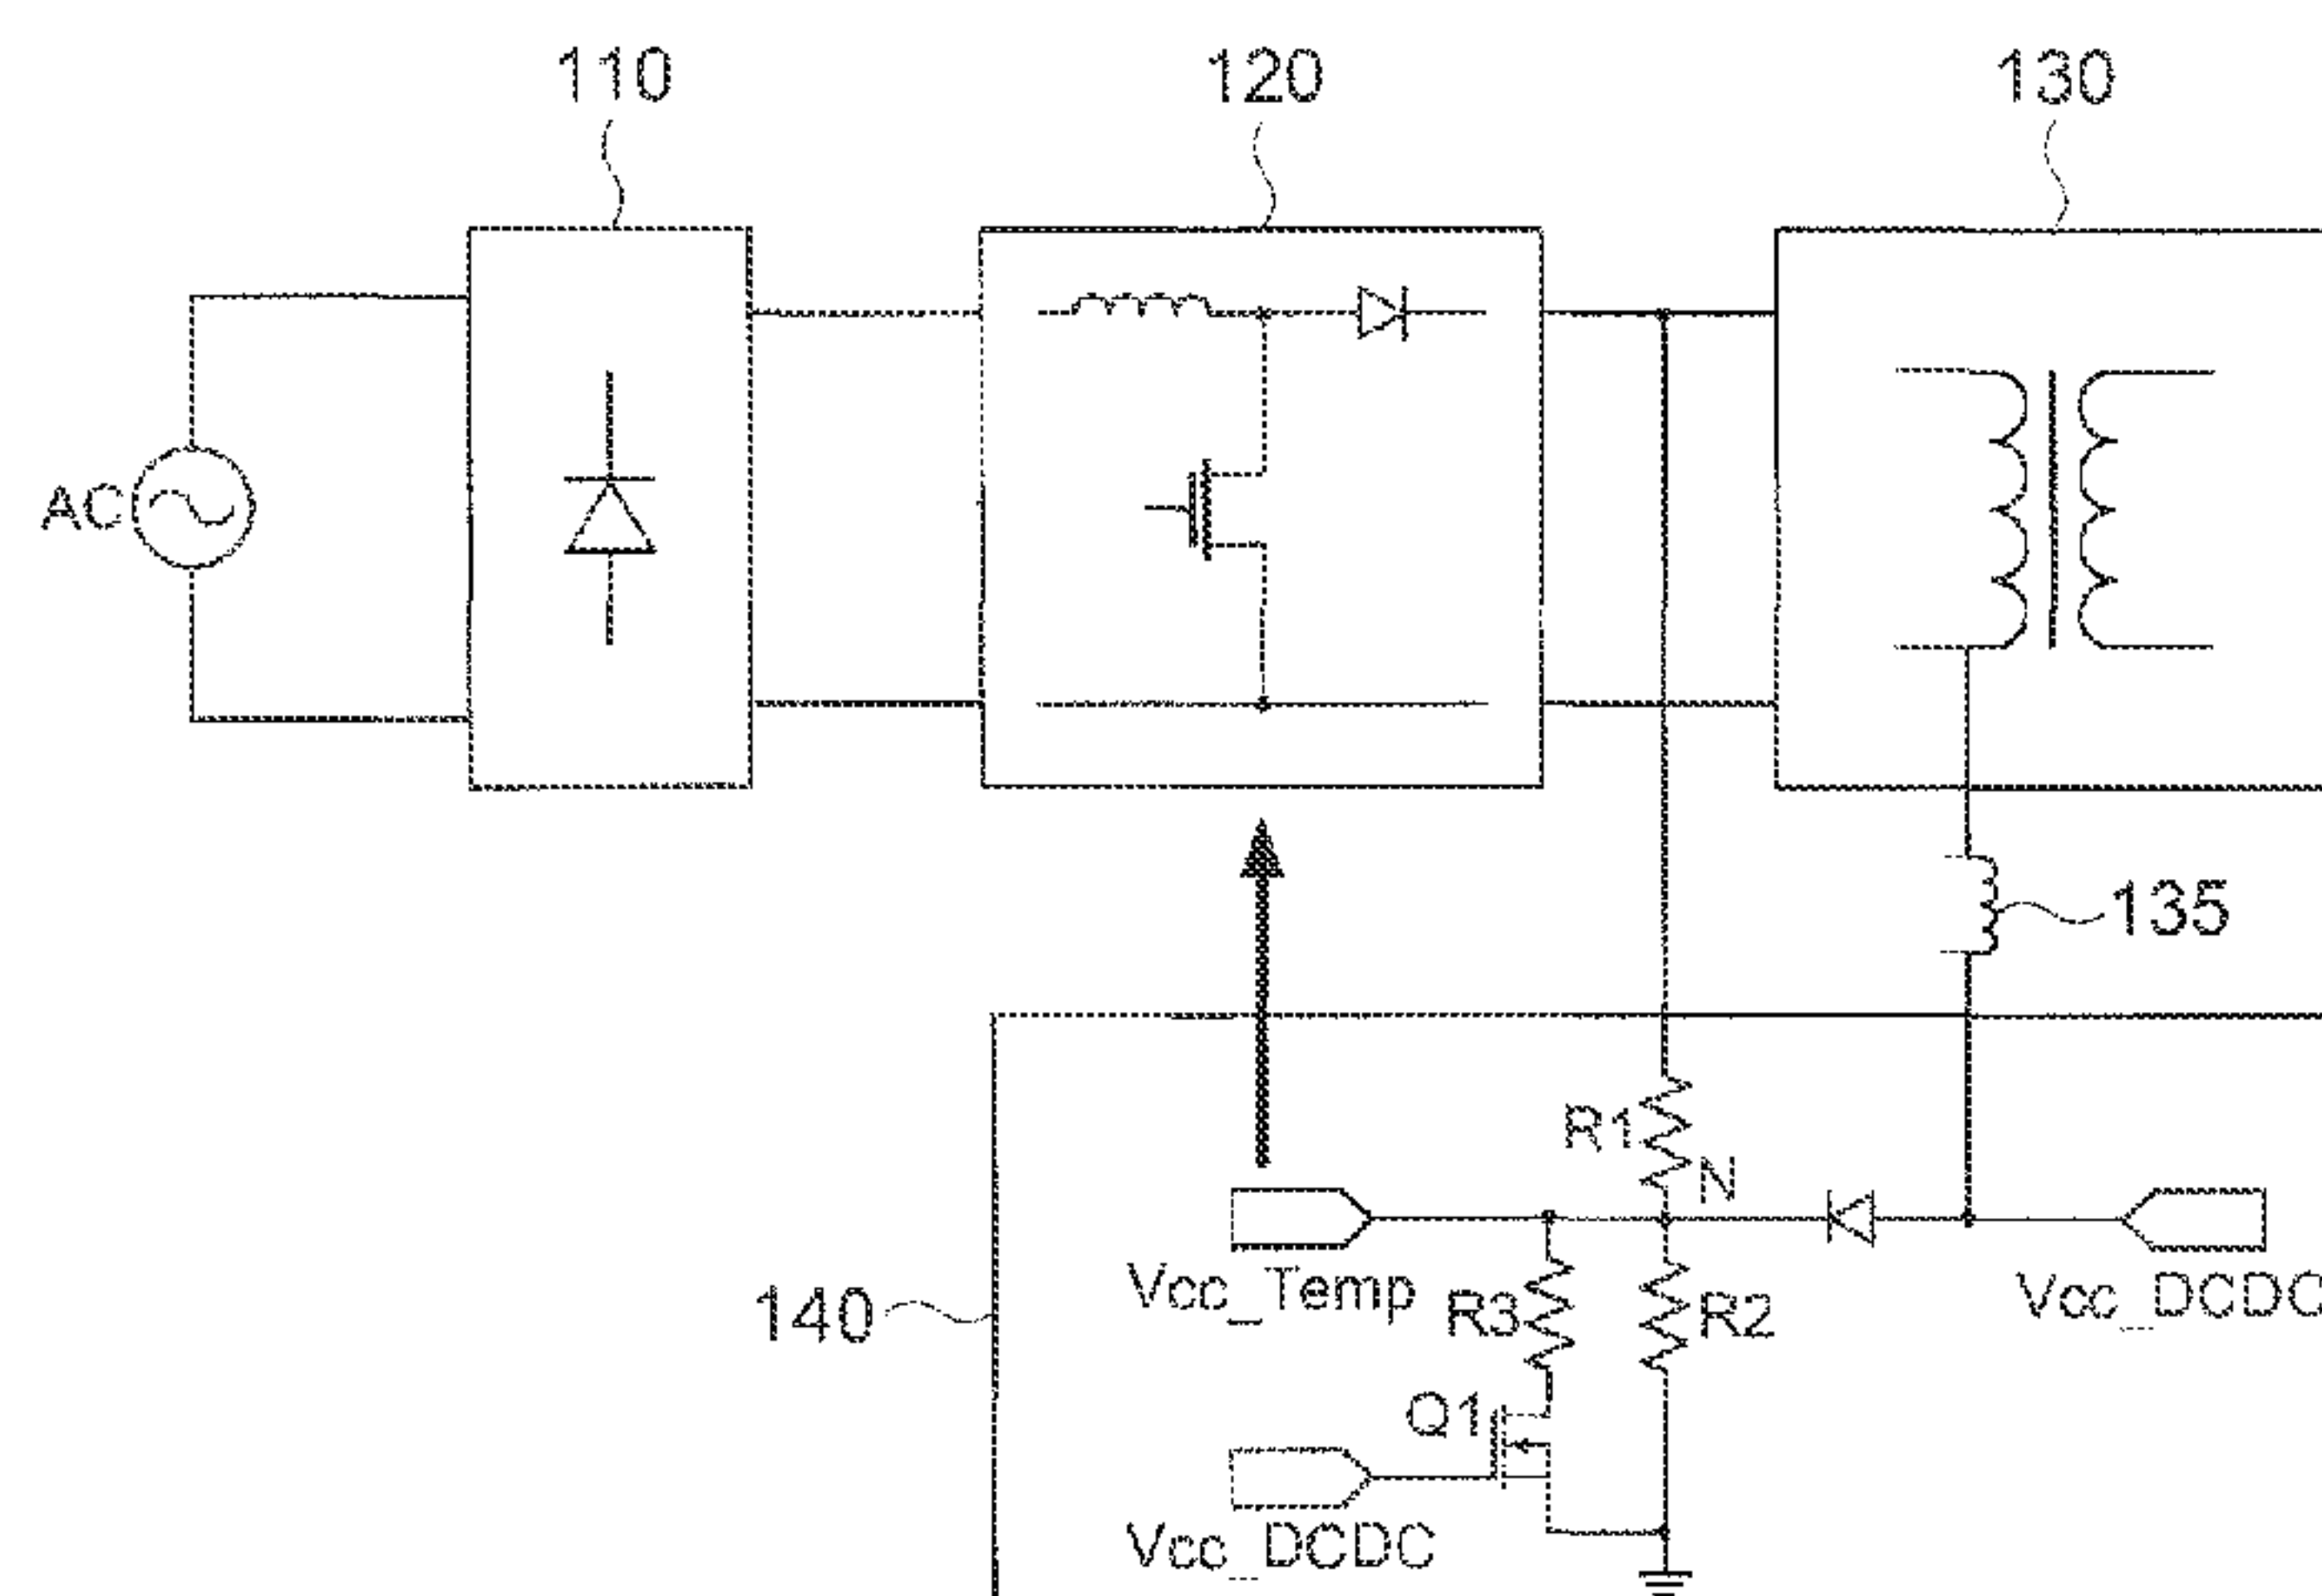 110
120
130
AC
135
R1
N
Vcc_Temp
R3
R2
Vcc_DCDC
140
Q1
Vcc_DCDC